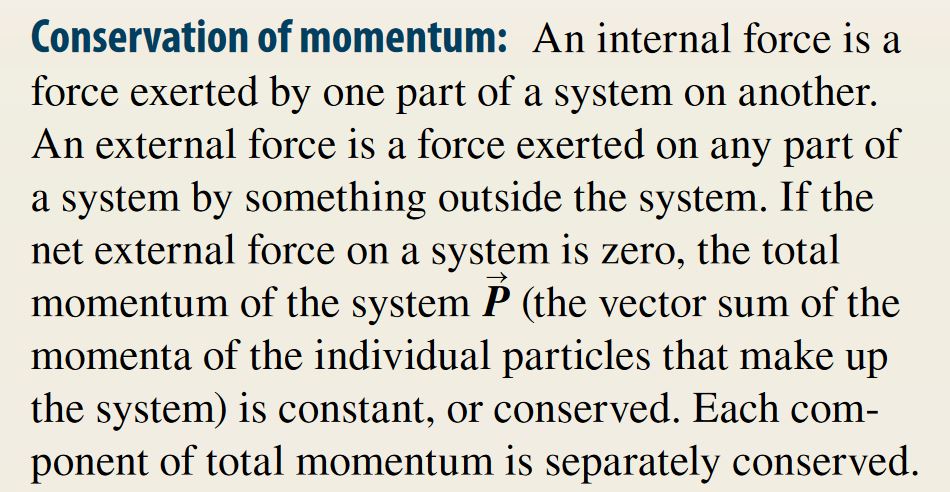 Conservation of momentum: An internal force is a
force exerted by one part of a system on another.
An external force is a force exerted on any part of
a system by something outside the system. If the
net external force on a system is zero, the total
momentum of the system P⃗ (the vector sum of the
momenta of the individual particles that make up
the system) is constant, or conserved. Each com-
ponent of total momentum is separately conserved.